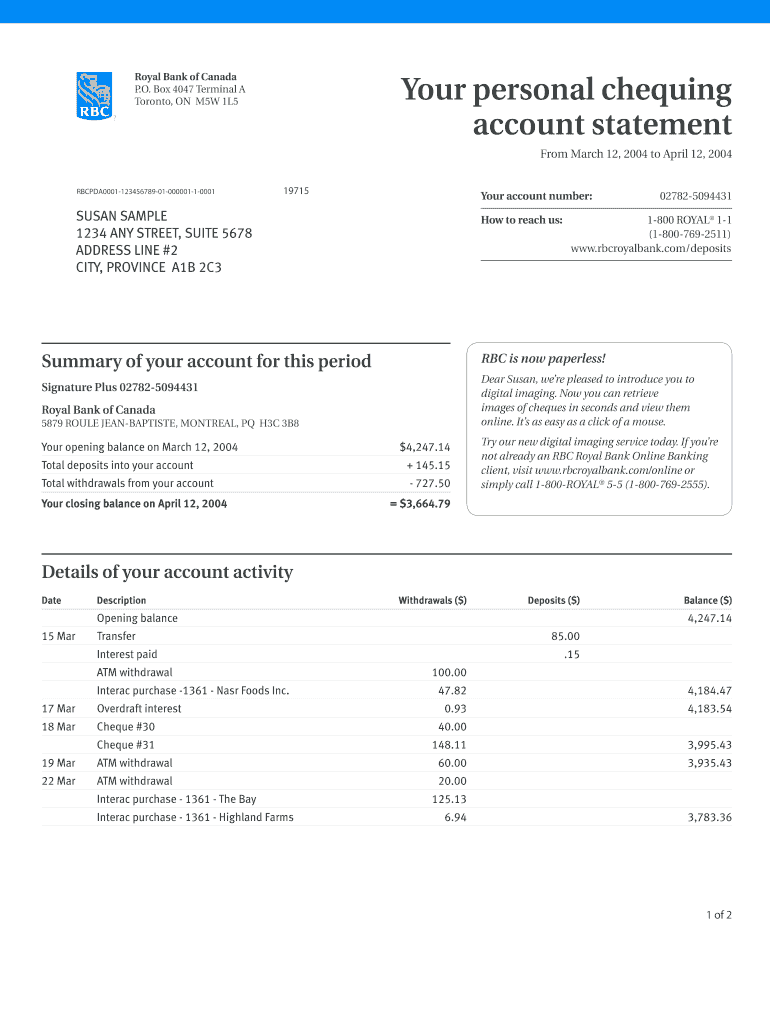 Royal Bank of Canada
P.O. Box 4047 Terminal A
Toronto, ON M5W 1L5
RBC
Your personal chequing
account statement
From March 12, 2004 to April 12, 2004
RBCPDA0001-123456789-01-000001-1-0001 19715
SUSAN SAMPLE
1234 ANY STREET, SUITE 5678
ADDRESS LINE #2
CITY, PROVINCE A1B 2C3
Your account number: 02782-5094431
How to reach us: 1-800 ROYAL® 1-1
(1-800-769-2511)
www.rbcroyalbank.com/deposits
Summary of your account for this period
Signature Plus 02782-5094431
Royal Bank of Canada
5879 ROULE JEAN-BAPTISTE, MONTREAL, PQ H3C 3B8
Your opening balance on March 12, 2004 $4,247.14
Total deposits into your account + 145.15
Total withdrawals from your account - 727.50
Your closing balance on April 12, 2004 = $3,664.79
RBC is now paperless!
Dear Susan, we're pleased to introduce you to
digital imaging. Now you can retrieve
images of cheques in seconds and view them
online. It's as easy as a click of a mouse.
Try our new digital imaging service today. If you're
not already an RBC Royal Bank Online Banking
client, visit www.rbcroyalbank.com/online or
simply call 1-800-ROYAL® 5-5 (1-800-769-2555).
Details of your account activity
Date Description Withdrawals ($) Deposits ($) Balance ($)
Opening balance 4,247.14
15 Mar Transfer 85.00
Interest paid .15
ATM withdrawal 100.00
Interac purchase -1361 - Nasr Foods Inc. 47.82 4,184.47
17 Mar Overdraft interest 0.93 4,183.54
18 Mar Cheque #30 40.00
Cheque #31 148.11 3,995.43
19 Mar ATM withdrawal 60.00 3,935.43
22 Mar ATM withdrawal 20.00
Interac purchase - 1361 - The Bay 125.13
Interac purchase - 1361 - Highland Farms 6.94 3,783.36
1 of 2